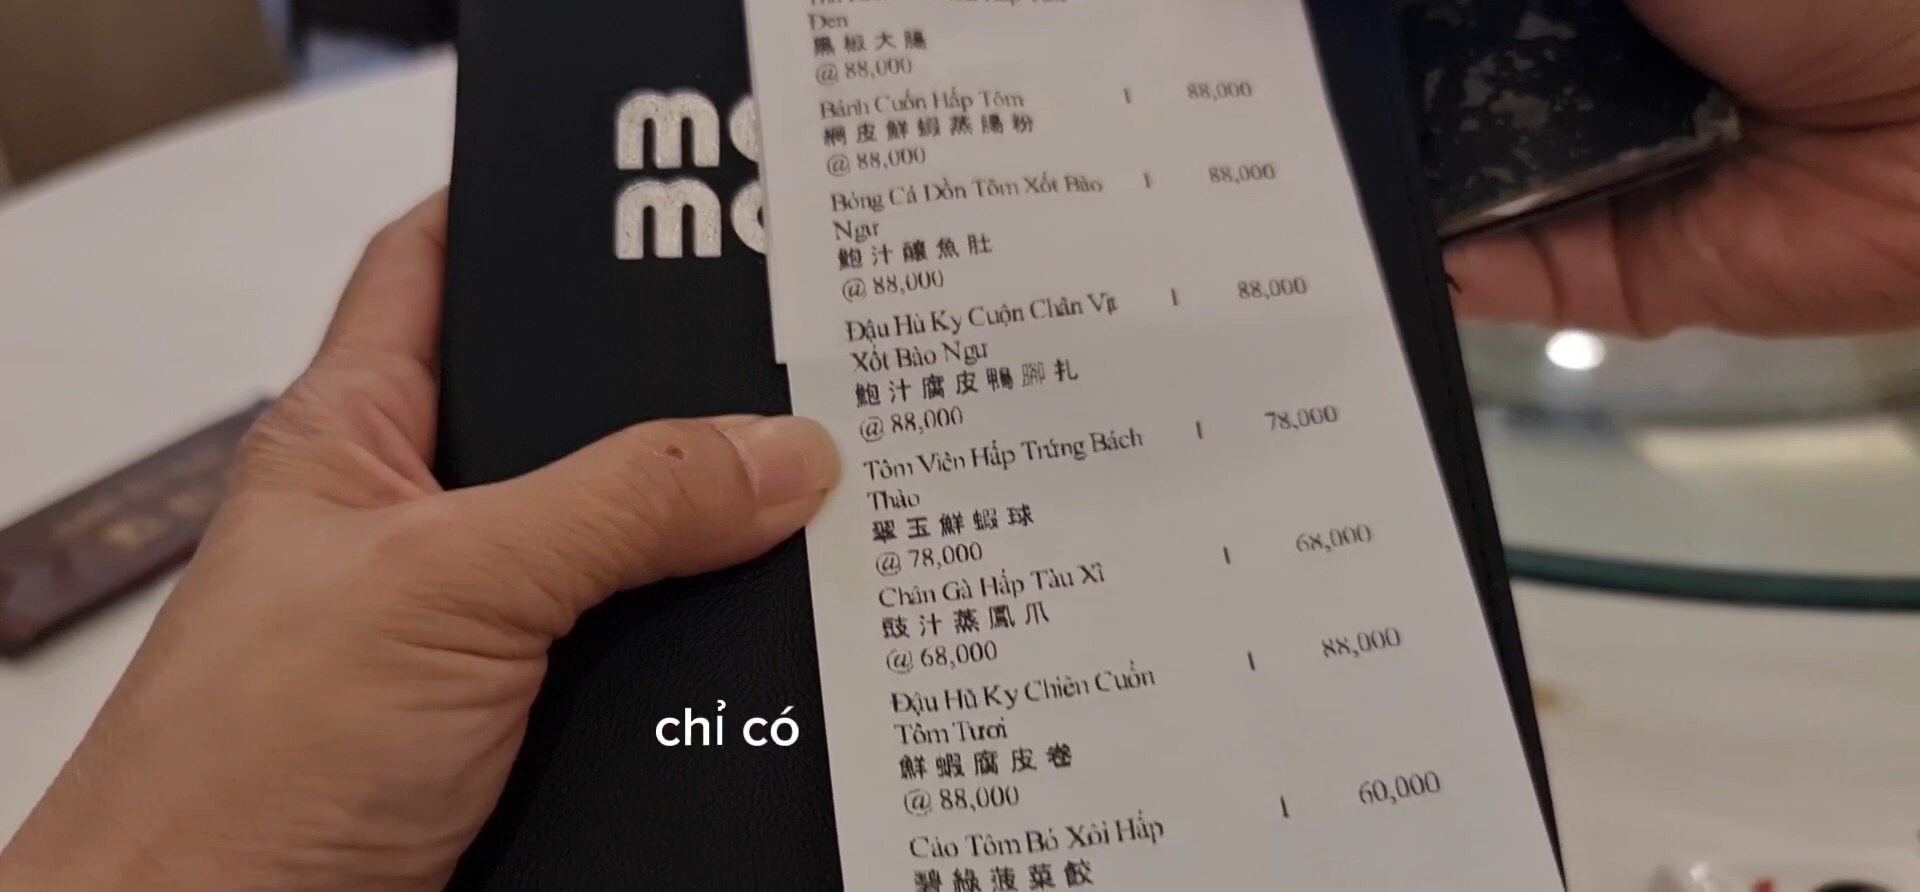 Đen
黑椒大腸
@ 88,000
Bánh Cuốn Hấp Tôm 1 88,000
網皮鮮蝦蒸腸粉
@ 88,000
Bóng Cá Dồn Tôm Xốt Bào 1 88,000
Ngư
鮑汁釀魚肚
@ 88,000
Đậu Hủ Ky Cuộn Chân Vịt 1 88,000
Xốt Bào Ngư
鮑汁腐皮鴨腳扎
@ 88,000
Tôm Viên Hấp Trứng Bách 1 78,000
Thảo
翠玉鮮蝦球
@ 78,000
Chân Gà Hấp Tàu Xì 1 68,000
豉汁蒸鳳爪
@ 68,000
Đậu Hũ Ky Chiên Cuốn 1 88,000
Tôm Tươi
鮮蝦腐皮卷
@ 88,000
Cảo Tôm Bó Xôi Hấp 1 60,000
碧綠菠菜餃
chỉ có